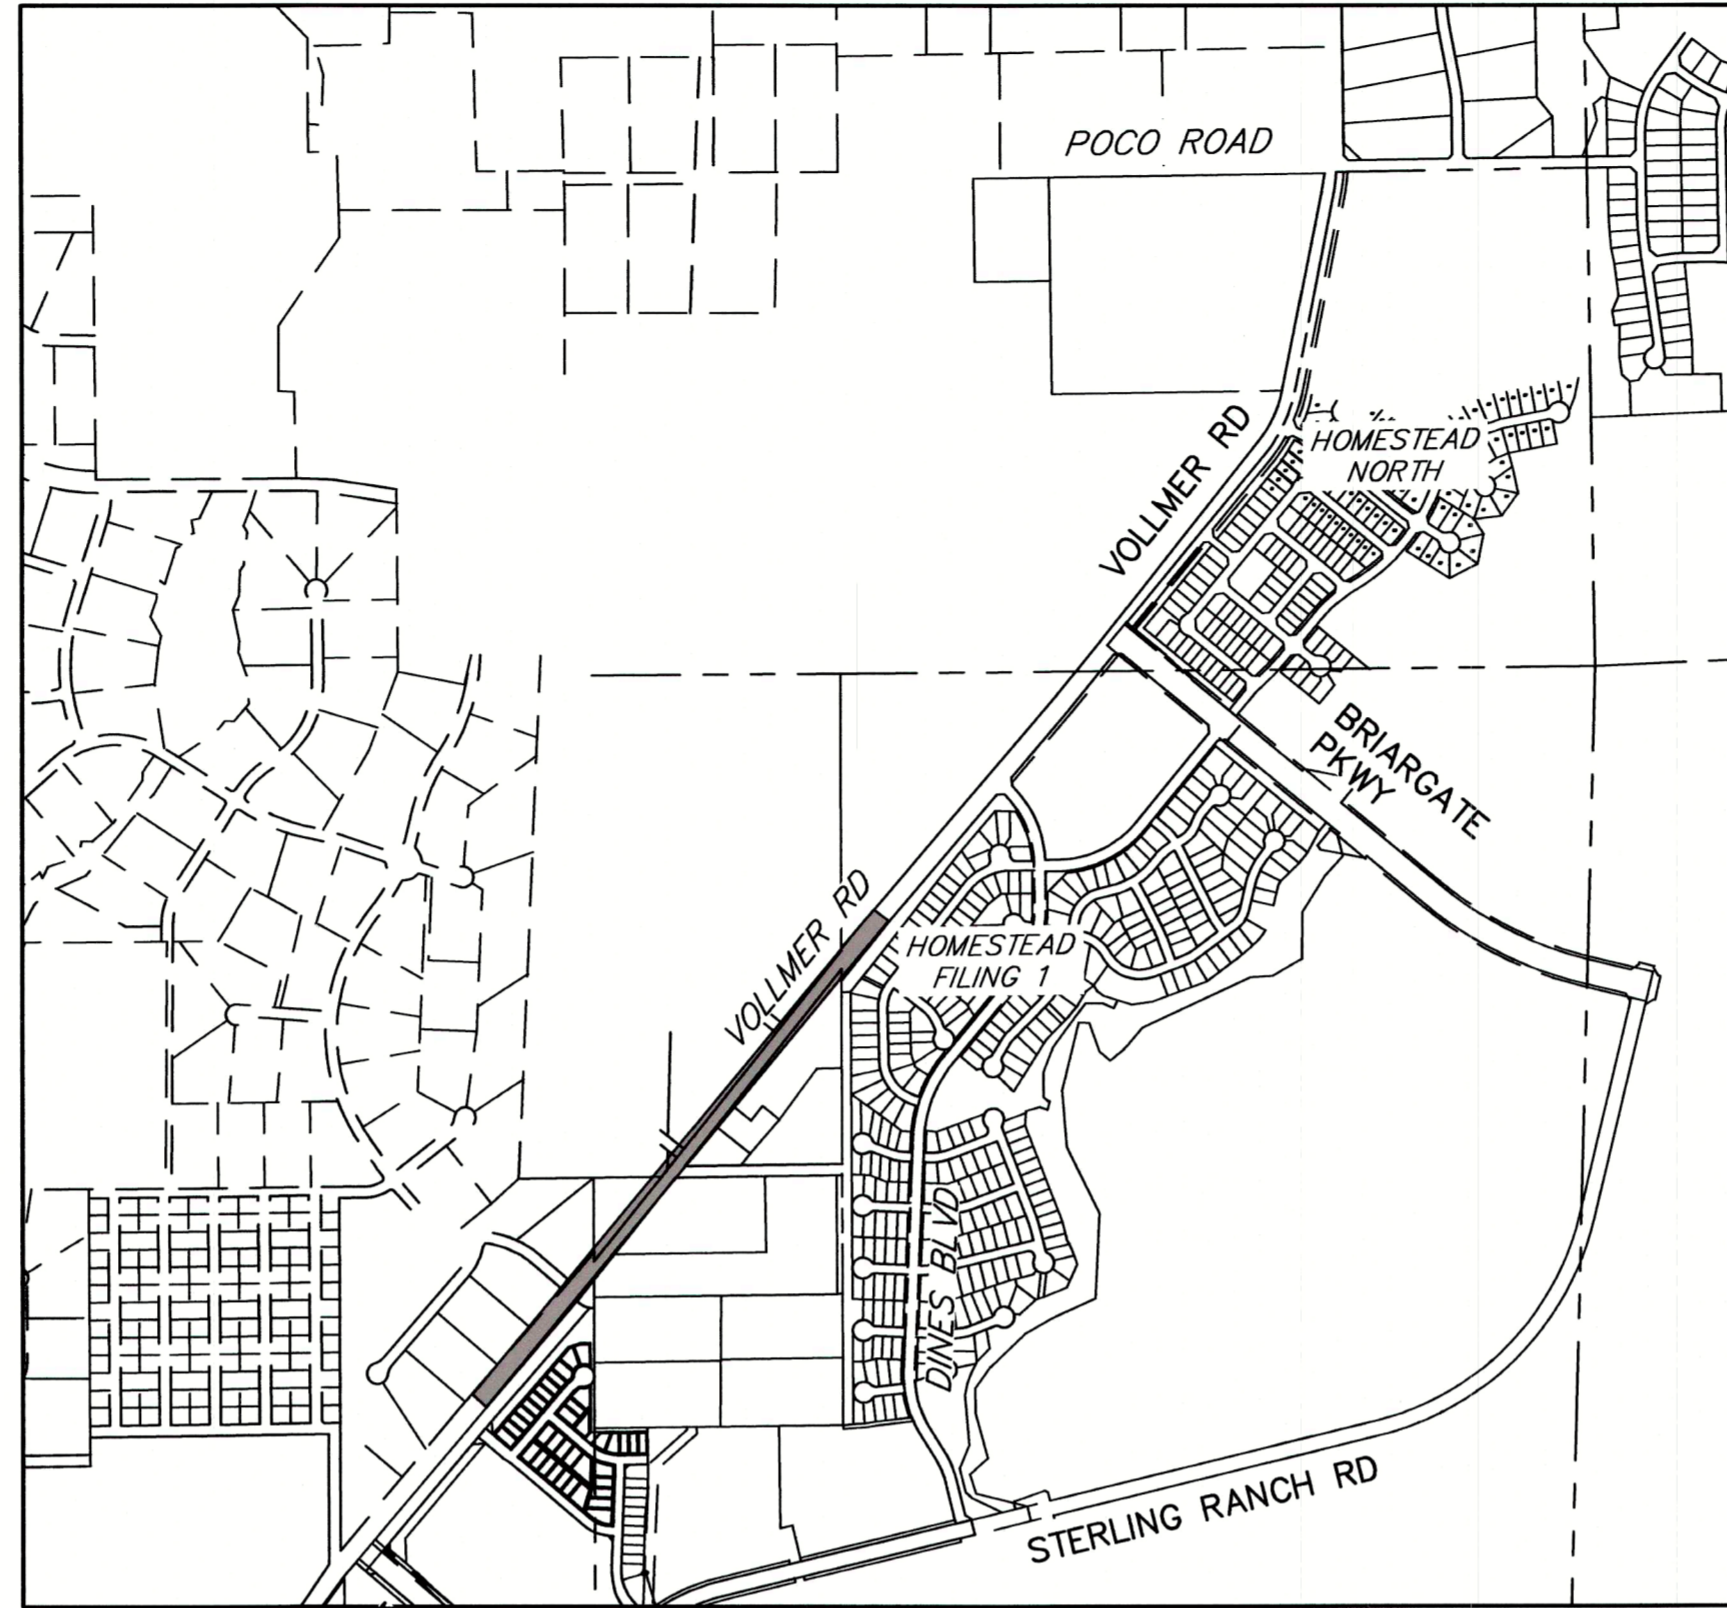 POCO ROAD
VOLLMER RD
HOMESTEAD
NORTH
BRIARGATE
PKWY
VOLLMER RD
HOMESTEAD
FILING 1
DINES BLVD
STERLING RANCH RD